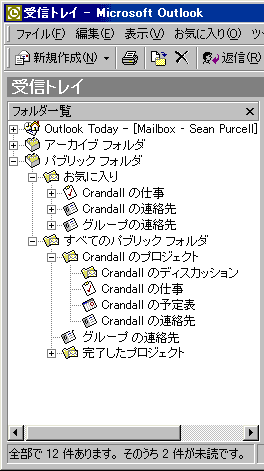 受信トレイ - Microsoft Outlook
ファイル(F) 編集(E) 表示(V) お気に入り(O) ツ
新規作成(N) 返信(R)
受信トレイ
フォルダ一覧
Outlook Today - [Mailbox - Sean Purcell]
アーカイブ フォルダ
パブリック フォルダ
お気に入り
Crandall の仕事
Crandall の連絡先
グループの連絡先
すべてのパブリック フォルダ
Crandall のプロジェクト
Crandall のディスカッション
Crandall の仕事
Crandall の予定表
Crandall の連絡先
グループ の連絡先
完了したプロジェクト
全部で 12 件あります。そのうち 2 件が未読です。